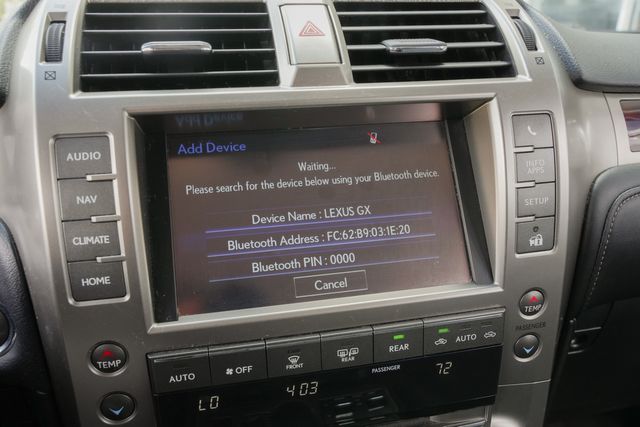 Add Device
Waiting...
Please search for the device below using your Bluetooth device.
Device Name : LEXUS GX
Bluetooth Address : FC:62:B9:03:1E:20
Bluetooth PIN : 0000
Cancel
AUDIO
NAV
CLIMATE
HOME
INFO
APPS
SETUP
TEMP
TEMP
PASSENGER
AUTO
OFF
FRONT
REAR
REAR
AUTO
PASSENGER
LO
4:03
72